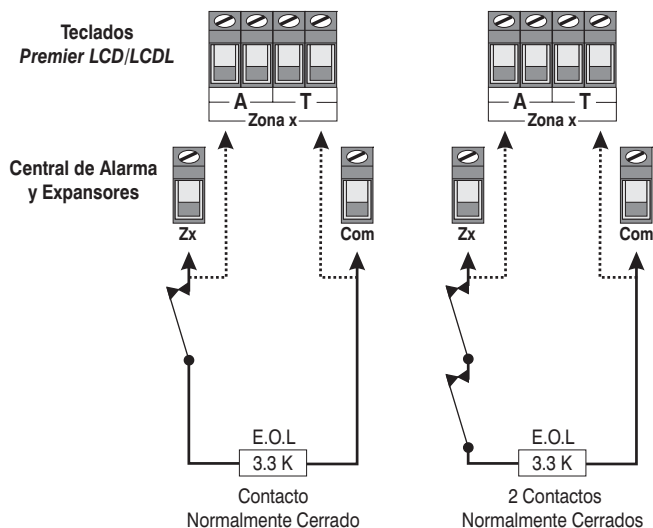 Teclados
Premier LCD/LCDL
A T
Zona x
A T
Zona x
Central de Alarma
y Expansores
Zx
Com
Zx
Com
E.O.L
3.3 K
E.O.L
3.3 K
Contacto
Normalmente Cerrado
2 Contactos
Normalmente Cerrados